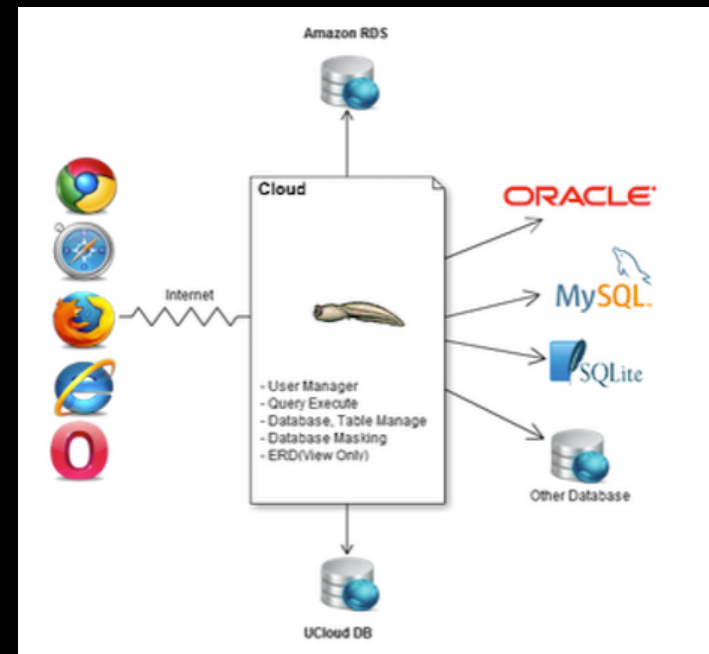 Amazon RDS
Cloud
Internet
- User Manager
- Query Execute
- Database, Table Manage
- Database Masking
- ERD(View Only)
ORACLE
MySQL
SQLite
Other Database
UCloud DB